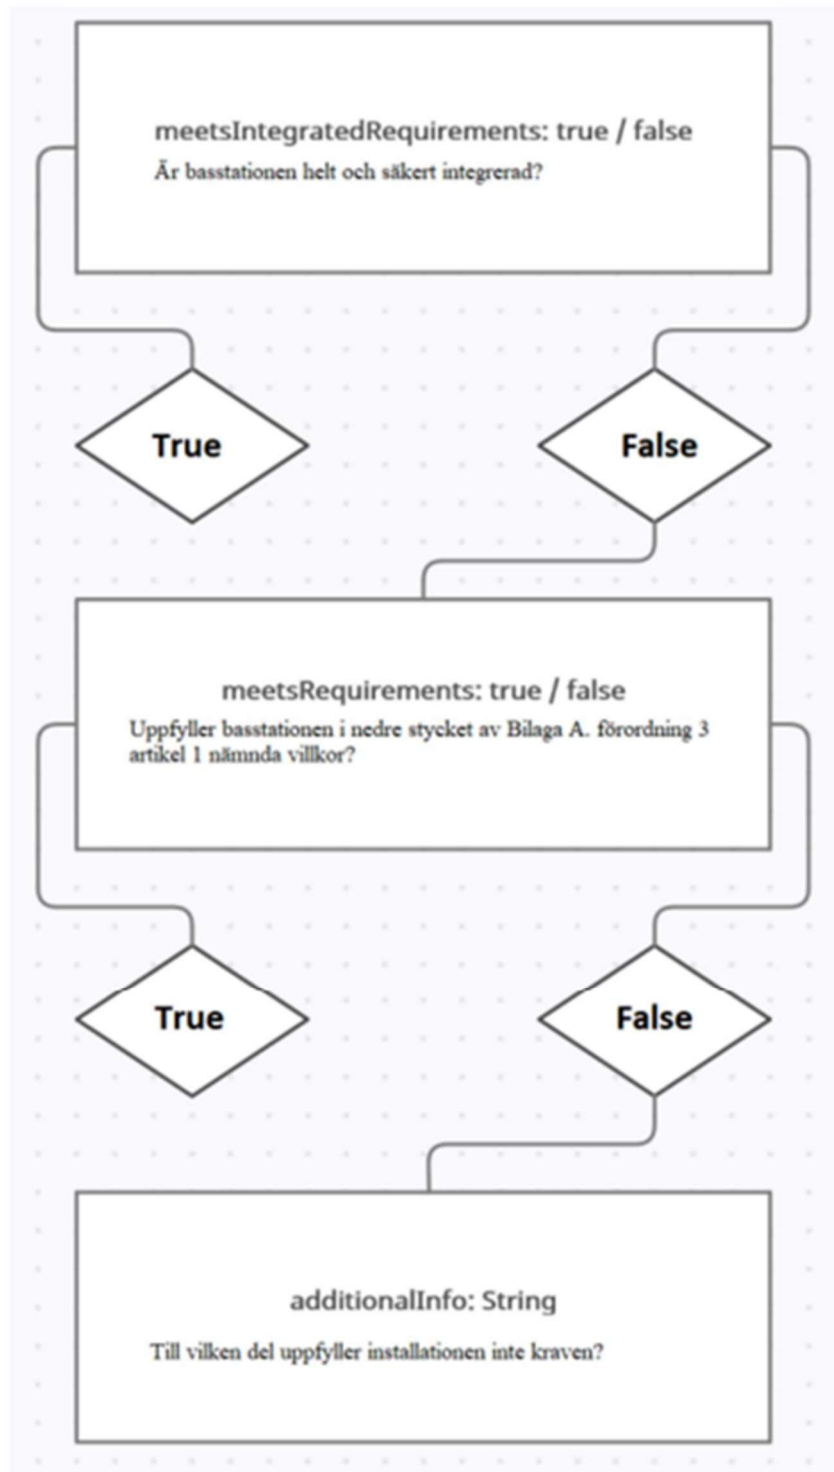 meetsIntegratedRequirements: true / false
Är basstationen helt och säkert integrerad?
True
False
meetsRequirements: true / false
Uppfyller basstationen i nedre stycket av Bilaga A. förordning 3
artikel 1 nämnda villkor?
True
False
additionalInfo: String
Till vilken del uppfyller installationen inte kraven?